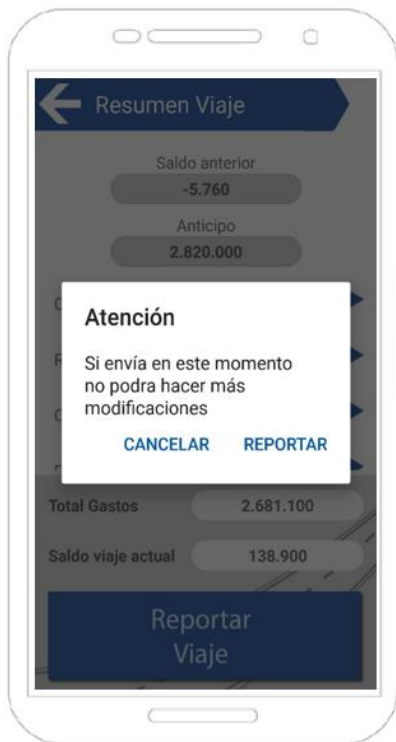 Resumen Viaje
Saldo anterior
-5.760
Anticipo
2.820.000
Atención
Si envía en este momento
no podra hacer más
modificaciones
CANCELAR REPORTAR
Total Gastos 2.681.100
Saldo viaje actual 138.900
Reportar
Viaje